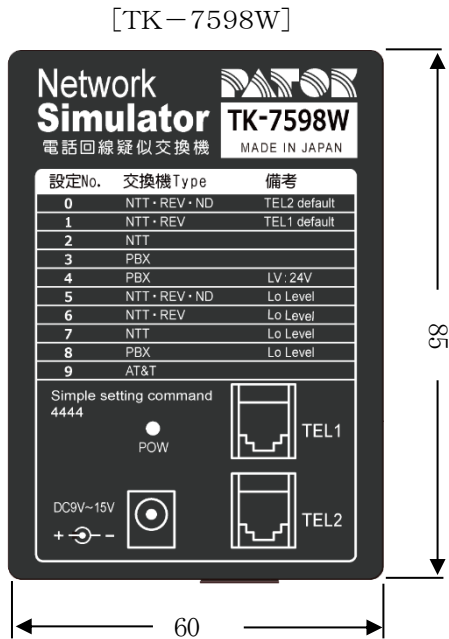 [TK－7598W]
Network PATOK
Simulator TK-7598W
電話回線疑似交換機 MADE IN JAPAN
設定No. 交換機Type 備考
0 NTT・REV・ND TEL2 default
1 NTT・REV TEL1 default
2 NTT
3 PBX
4 PBX LV:24V
5 NTT・REV・ND Lo Level
6 NTT・REV Lo Level
7 NTT Lo Level
8 PBX Lo Level
9 AT&T
Simple setting command
4444
POW
TEL1
DC9V~15V
+ -
TEL2
85
60